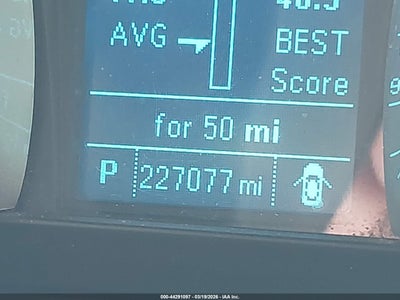 AVG
BEST
Score
for 50 mi
P 227077 mi
000-44291097 - 03/19/2026 - IAA Inc.